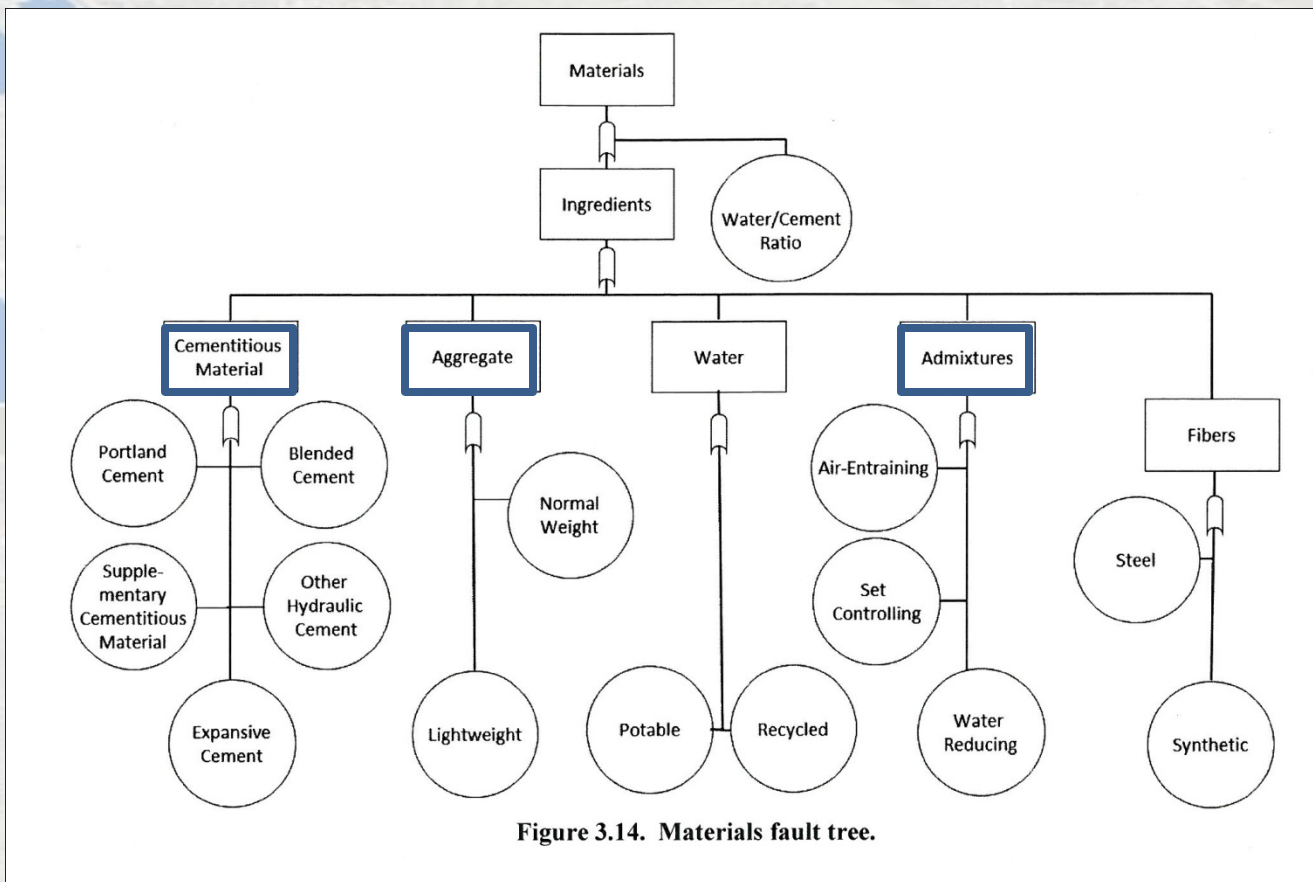 Materials
Ingredients
Water/Cement
Ratio
Cementitious
Material
Aggregate
Water
Admixtures
Fibers
Portland
Cement
Blended
Cement
Supple-
mentary
Cementitious
Material
Other
Hydraulic
Cement
Expansive
Cement
Normal
Weight
Lightweight
Potable
Recycled
Air-Entraining
Set
Controlling
Water
Reducing
Steel
Synthetic
Figure 3.14. Materials fault tree.